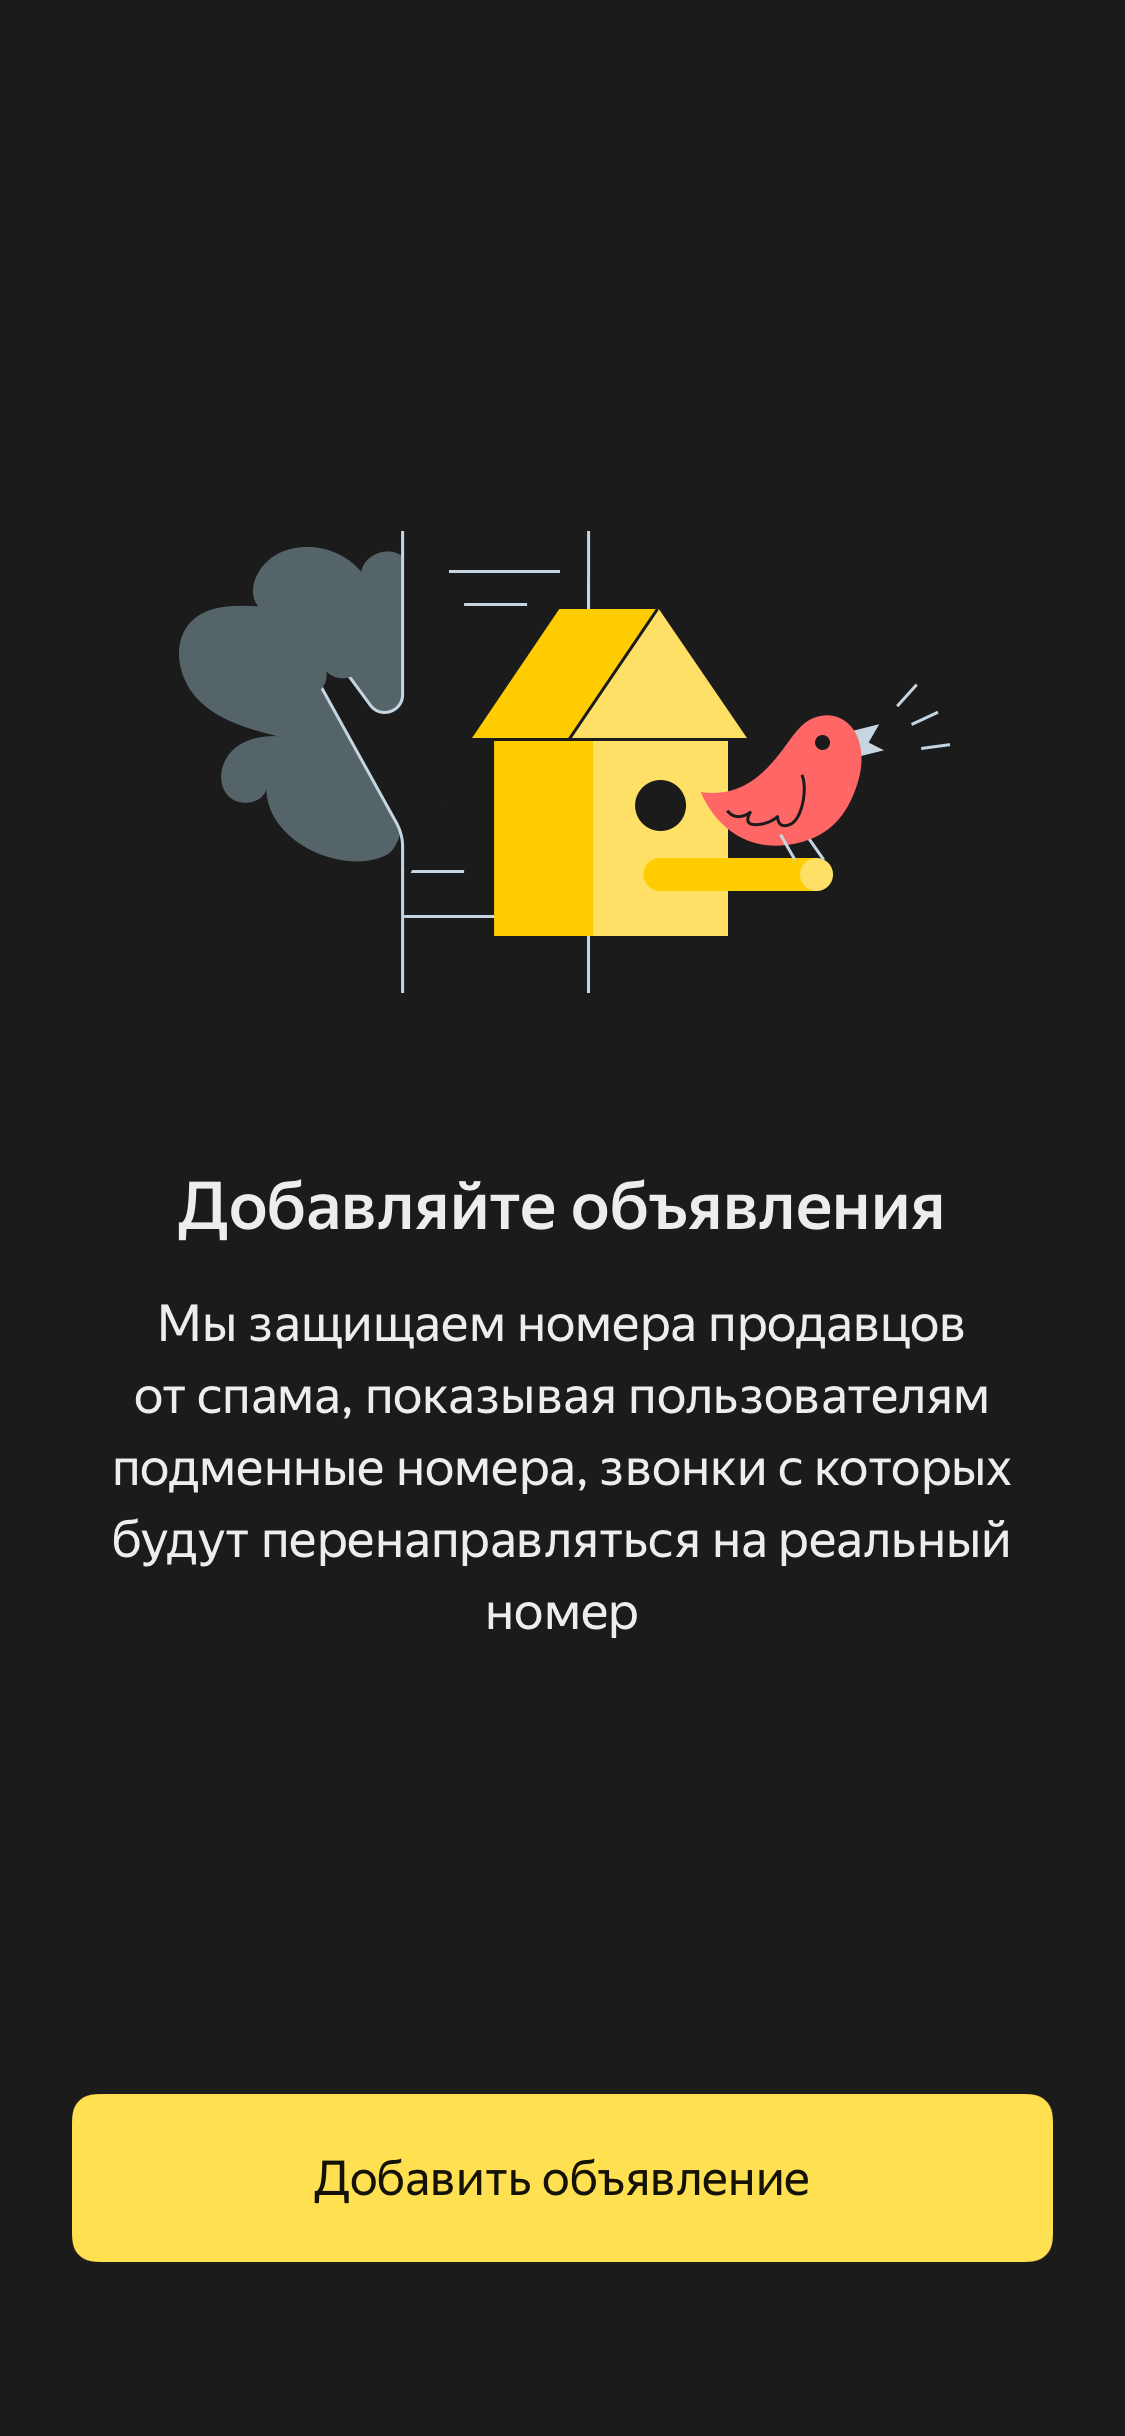 Добавляйте объявления
Мы защищаем номера продавцов
от спама, показывая пользователям
подменные номера, звонки с которых
будут перенаправляться на реальный
номер
Добавить объявление